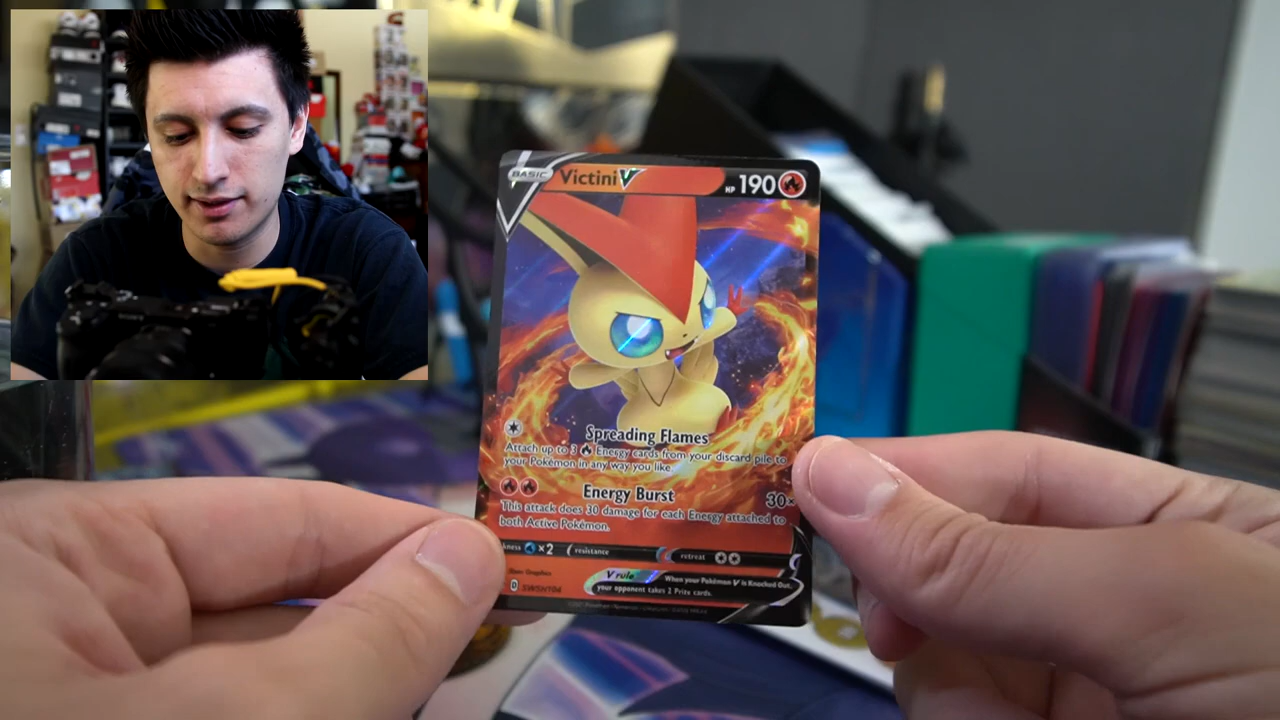 BASIC Victini V HP 190
Spreading Flames
Attach up to 3 Energy cards from your discard pile to
your Pokémon in any way you like.
Energy Burst 30×
This attack does 30 damage for each Energy attached to
both Active Pokémon.
×2 resistance retreat
V rule When your Pokémon V is Knocked Out,
your opponent takes 2 Prize cards.
D